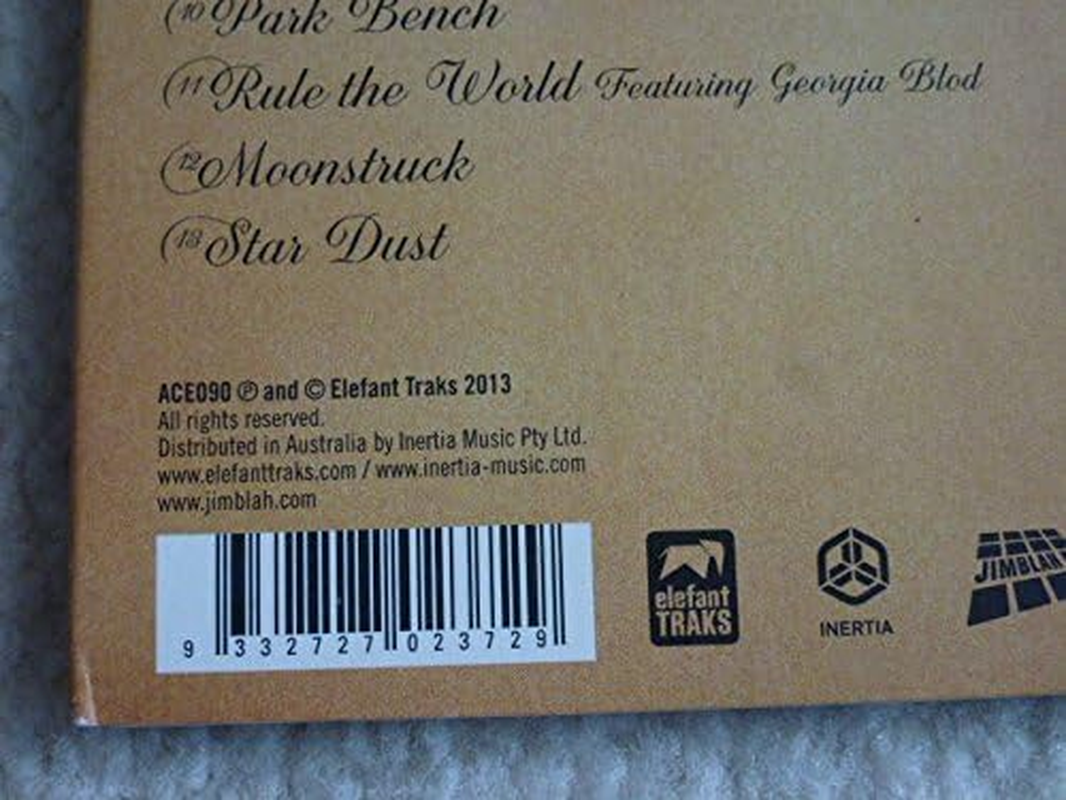 (10 Park Bench
(11 Rule the World Featuring Georgia Blod
(12 Moonstruck
(13 Star Dust
ACE090 ℗ and © Elefant Traks 2013
All rights reserved.
Distributed in Australia by Inertia Music Pty Ltd.
www.elefanttraks.com / www.inertia-music.com
www.jimblah.com
9 332727 023729
elefant
TRAKS
INERTIA
JIMBLAH